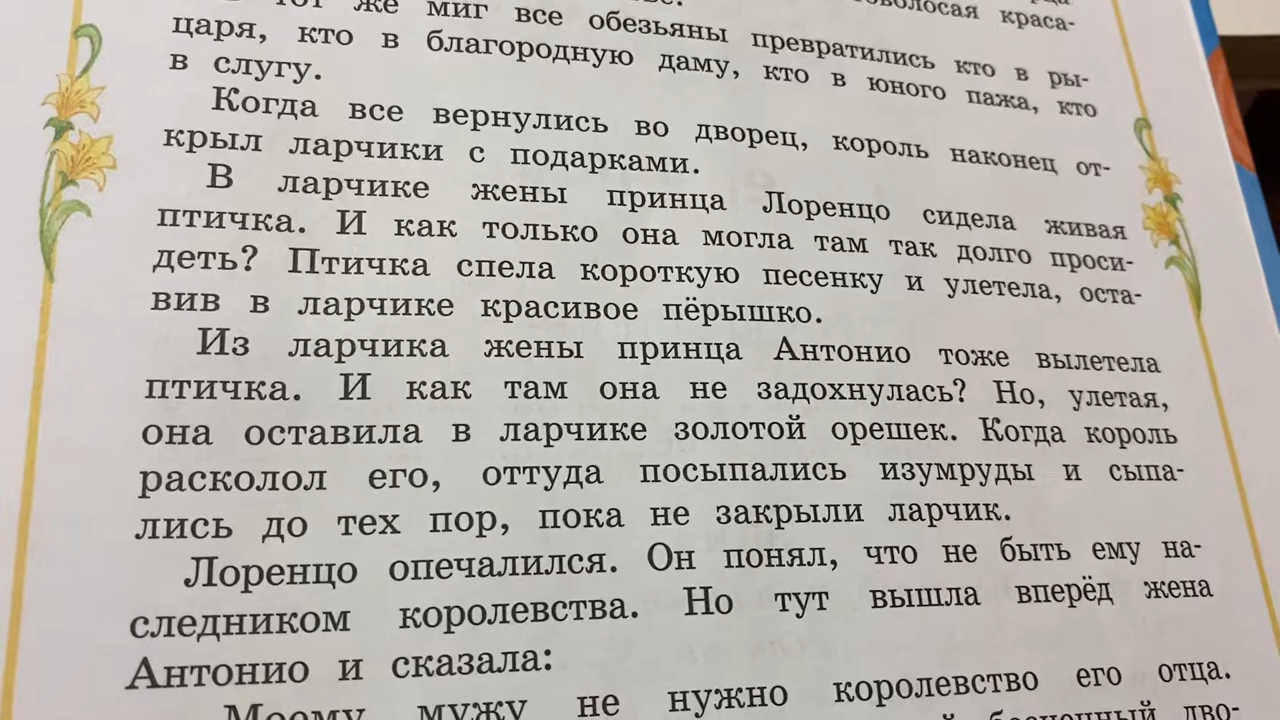 краса-
же миг все обезьяны превратились кто в ры-
царя, кто в благородную даму, кто в юного пажа, кто
в слугу.
Когда все вернулись во дворец, король наконец от-
крыл ларчики с подарками.
В ларчике жены принца Лоренцо сидела живая
птичка. И как только она могла там так долго проси-
деть? Птичка спела короткую песенку и улетела, оста-
вив в ларчике красивое пёрышко.
Из ларчика жены принца Антонио тоже вылетела
птичка. И как там она не задохнулась? Но, улетая,
она оставила в ларчике золотой орешек. Когда король
расколол его, оттуда посыпались изумруды и сыпа-
лись до тех пор, пока не закрыли ларчик.
Лоренцо опечалился. Он понял, что не быть ему на-
следником королевства. Но тут вышла вперёд жена
Антонио и сказала:
Моему мужу не нужно королевство его отца.
дво-